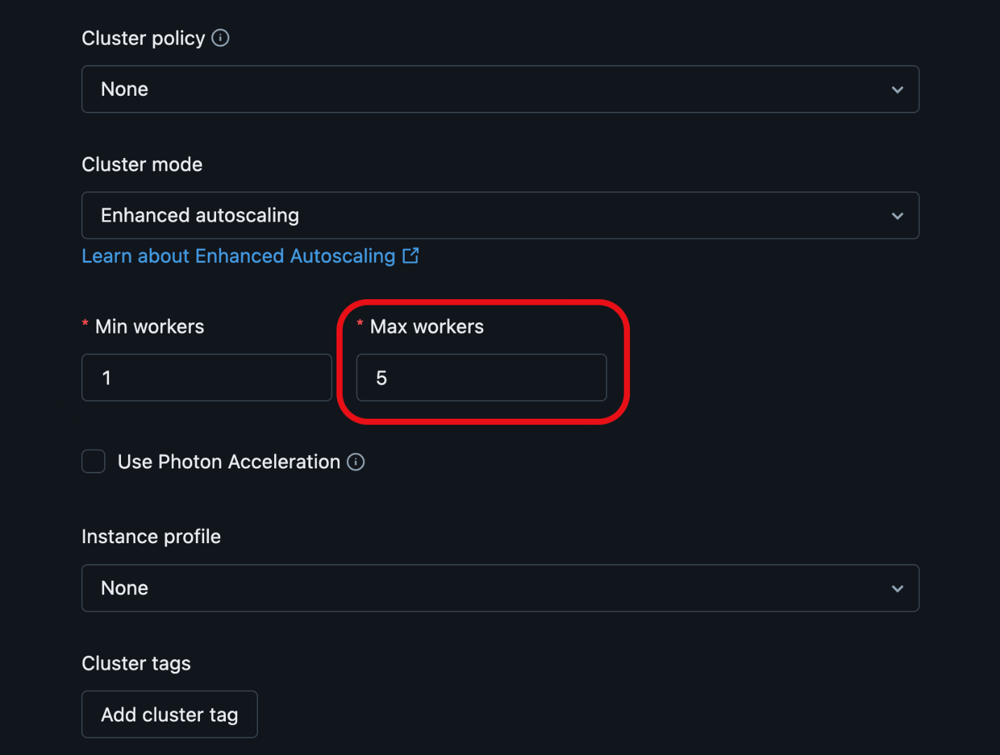 Cluster policy
None
Cluster mode
Enhanced autoscaling
Learn about Enhanced Autoscaling
* Min workers
* Max workers
1
5
Use Photon Acceleration
Instance profile
None
Cluster tags
Add cluster tag